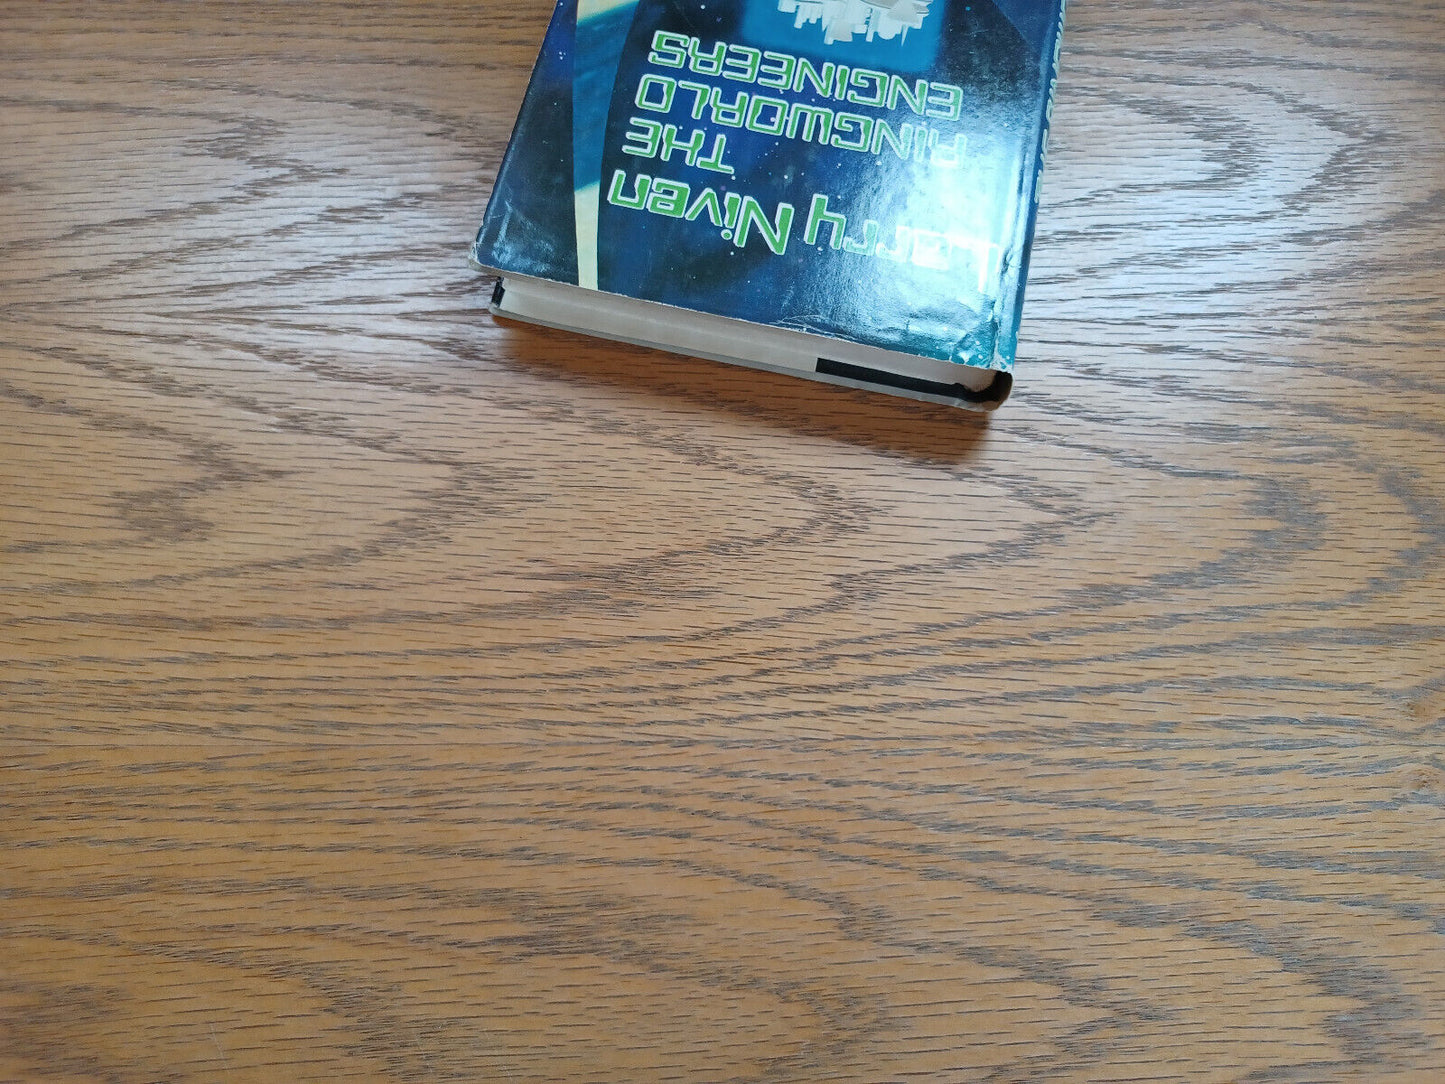 Larry Niven
THE
RINGWORLD
ENGINEERS